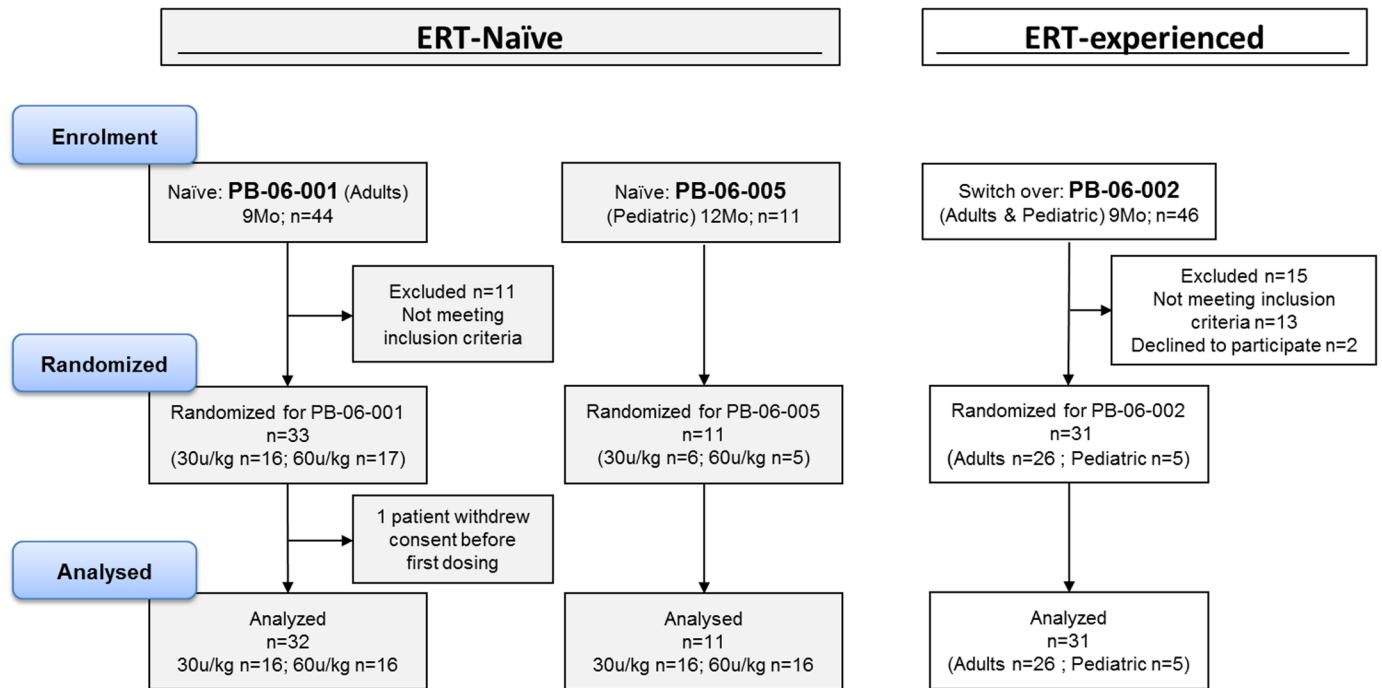 ERT-Naïve
ERT-experienced
Enrolment
Naïve: PB-06-001 (Adults)
9Mo; n=44
Naïve: PB-06-005
(Pediatric) 12Mo; n=11
Switch over: PB-06-002
(Adults & Pediatric) 9Mo; n=46
Excluded n=11
Not meeting
inclusion criteria
Excluded n=15
Not meeting inclusion
criteria n=13
Declined to participate n=2
Randomized
Randomized for PB-06-001
n=33
(30u/kg n=16; 60u/kg n=17)
Randomized for PB-06-005
n=11
(30u/kg n=6; 60u/kg n=5)
Randomized for PB-06-002
n=31
(Adults n=26 ; Pediatric n=5)
1 patient withdrew
consent before
first dosing
Analysed
Analyzed
n=32
30u/kg n=16; 60u/kg n=16
Analysed
n=11
30u/kg n=16; 60u/kg n=16
Analyzed
n=31
(Adults n=26 ; Pediatric n=5)